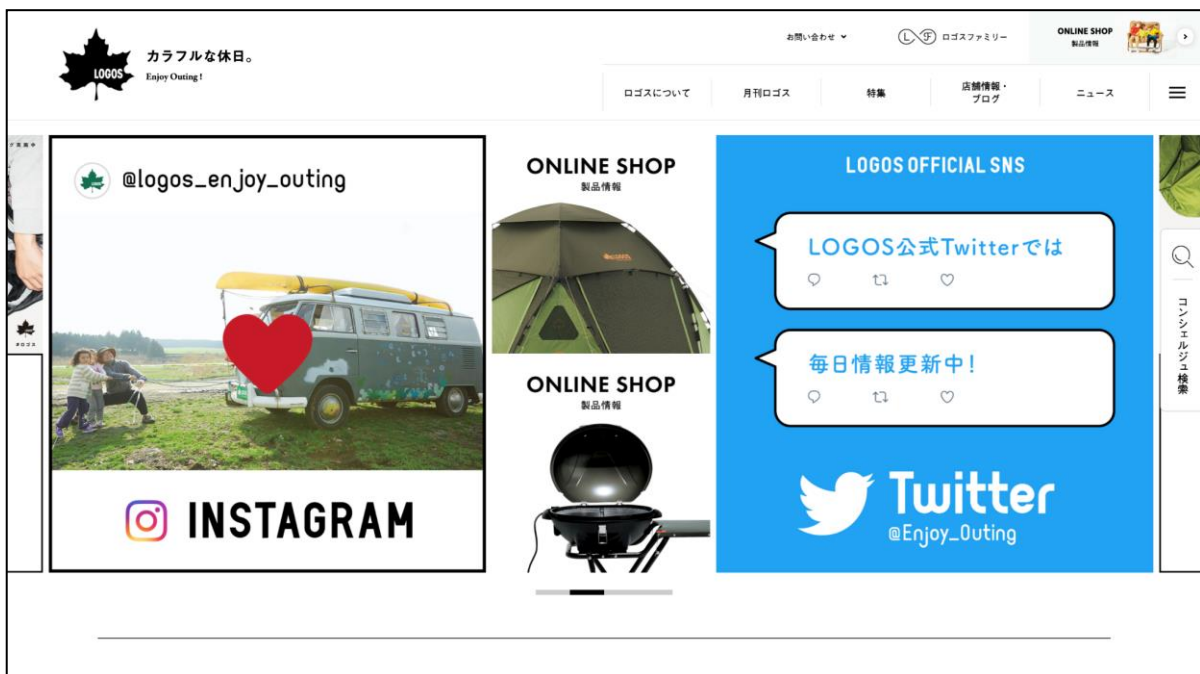 LOGOS
カラフルな休日。
Enjoy Outing !
お問い合わせ
LF ロゴスファミリー
ONLINE SHOP
製品情報
ロゴスについて
月刊ロゴス
特集
店舗情報・
ブログ
ニュース
@logos_enjoy_outing
INSTAGRAM
ONLINE SHOP
製品情報
LOGOS
ONLINE SHOP
製品情報
LOGOS OFFICIAL SNS
LOGOS公式Twitterでは
毎日情報更新中!
Twitter
@Enjoy_Outing
コンシェルジュ検索